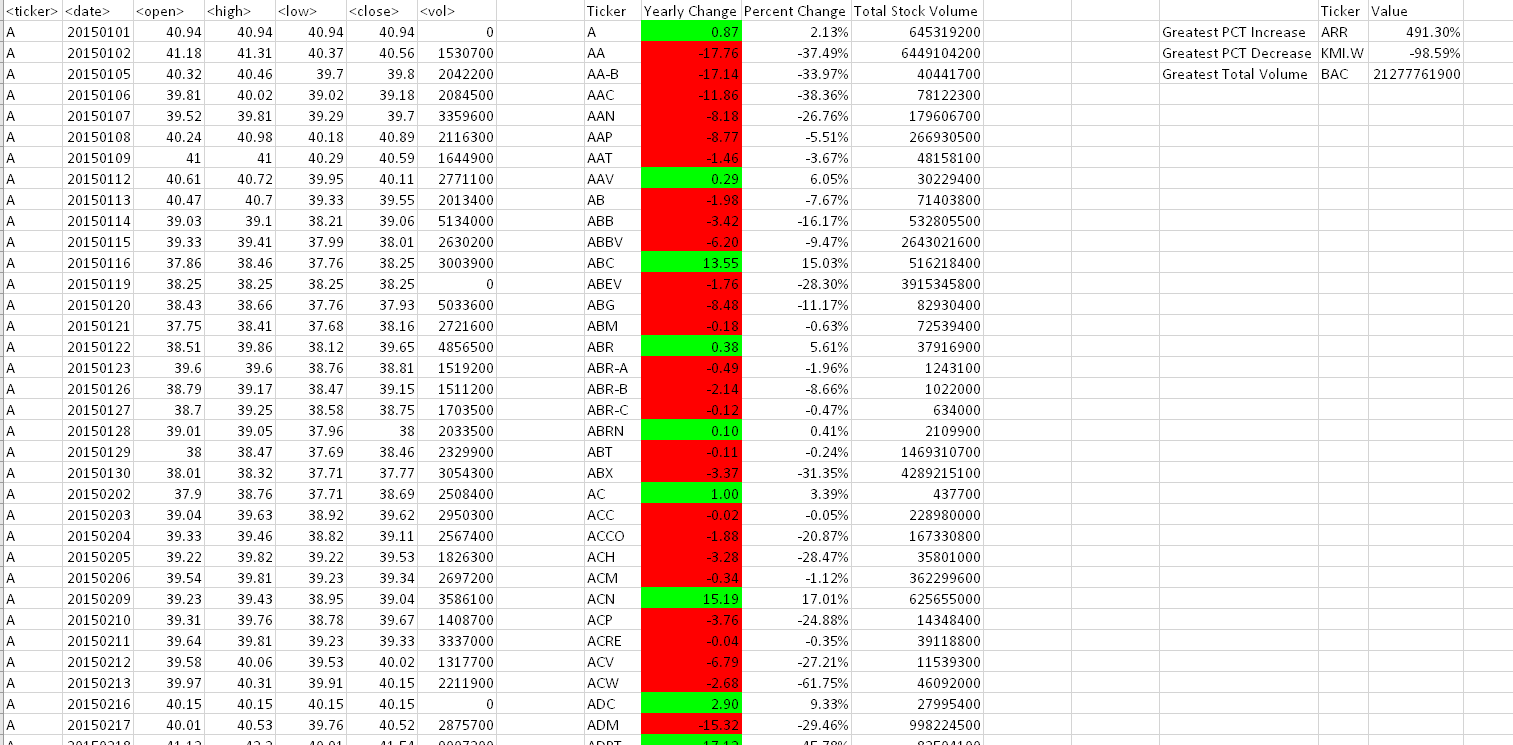 <ticker> <date> <open> <high> <low> <close> <vol> Ticker Yearly Change Percent Change Total Stock Volume Ticker Value
A 20150101 40.94 40.94 40.94 40.94 0 A 0.87 2.13% 645319200 Greatest PCT Increase ARR 491.30%
A 20150102 41.18 41.31 40.37 40.56 1530700 AA -17.76 -37.49% 6449104200 Greatest PCT Decrease KMI.W -98.59%
A 20150105 40.32 40.46 39.7 39.8 2042200 AA-B -17.14 -33.97% 40441700 Greatest Total Volume BAC 21277761900
A 20150106 39.81 40.02 39.02 39.18 2084500 AAC -11.86 -38.36% 78122300
A 20150107 39.52 39.81 39.29 39.7 3359600 AAN -8.18 -26.76% 179606700
A 20150108 40.24 40.98 40.18 40.89 2116300 AAP -8.77 -5.51% 266930500
A 20150109 41 41 40.29 40.59 1644900 AAT -1.46 -3.67% 48158100
A 20150112 40.61 40.72 39.95 40.11 2771100 AAV 0.29 6.05% 30229400
A 20150113 40.47 40.7 39.33 39.55 2013400 AB -1.98 -7.67% 71403800
A 20150114 39.03 39.1 38.21 39.06 5134000 ABB -3.42 -16.17% 532805500
A 20150115 39.33 39.41 37.99 38.01 2630200 ABBV -6.20 -9.47% 2643021600
A 20150116 37.86 38.46 37.76 38.25 3003900 ABC 13.55 15.03% 516218400
A 20150119 38.25 38.25 38.25 38.25 0 ABEV -1.76 -28.30% 3915345800
A 20150120 38.43 38.66 37.76 37.93 5033600 ABG -8.48 -11.17% 82930400
A 20150121 37.75 38.41 37.68 38.16 2721600 ABM -0.18 -0.63% 72539400
A 20150122 38.51 39.86 38.12 39.65 4856500 ABR 0.38 5.61% 37916900
A 20150123 39.6 39.6 38.76 38.81 1519200 ABR-A -0.49 -1.96% 1243100
A 20150126 38.79 39.17 38.47 39.15 1511200 ABR-B -2.14 -8.66% 1022000
A 20150127 38.7 39.25 38.58 38.75 1703500 ABR-C -0.12 -0.47% 634000
A 20150128 39.01 39.05 37.96 38 2033500 ABRN 0.10 0.41% 2109900
A 20150129 38 38.47 37.69 38.46 2329900 ABT -0.11 -0.24% 1469310700
A 20150130 38.01 38.32 37.71 37.77 3054300 ABX -3.37 -31.35% 4289215100
A 20150202 37.9 38.76 37.71 38.69 2508400 AC 1.00 3.39% 437700
A 20150203 39.04 39.63 38.92 39.62 2950300 ACC -0.02 -0.05% 228980000
A 20150204 39.33 39.46 38.82 39.11 2567400 ACCO -1.88 -20.87% 167330800
A 20150205 39.22 39.82 39.22 39.53 1826300 ACH -3.28 -28.47% 35801000
A 20150206 39.54 39.81 39.23 39.34 2697200 ACM -0.34 -1.12% 362299600
A 20150209 39.23 39.43 38.95 39.04 3586100 ACN 15.19 17.01% 625655000
A 20150210 39.31 39.76 38.78 39.67 1408700 ACP -3.76 -24.88% 14348400
A 20150211 39.64 39.81 39.23 39.33 3337000 ACRE -0.04 -0.35% 39118800
A 20150212 39.58 40.06 39.53 40.02 1317700 ACV -6.79 -27.21% 11539300
A 20150213 39.97 40.31 39.91 40.15 2211900 ACW -2.68 -61.75% 46092000
A 20150216 40.15 40.15 40.15 40.15 0 ADC 2.90 9.33% 27995400
A 20150217 40.01 40.53 39.76 40.52 2875700 ADM -15.32 -29.46% 998224500